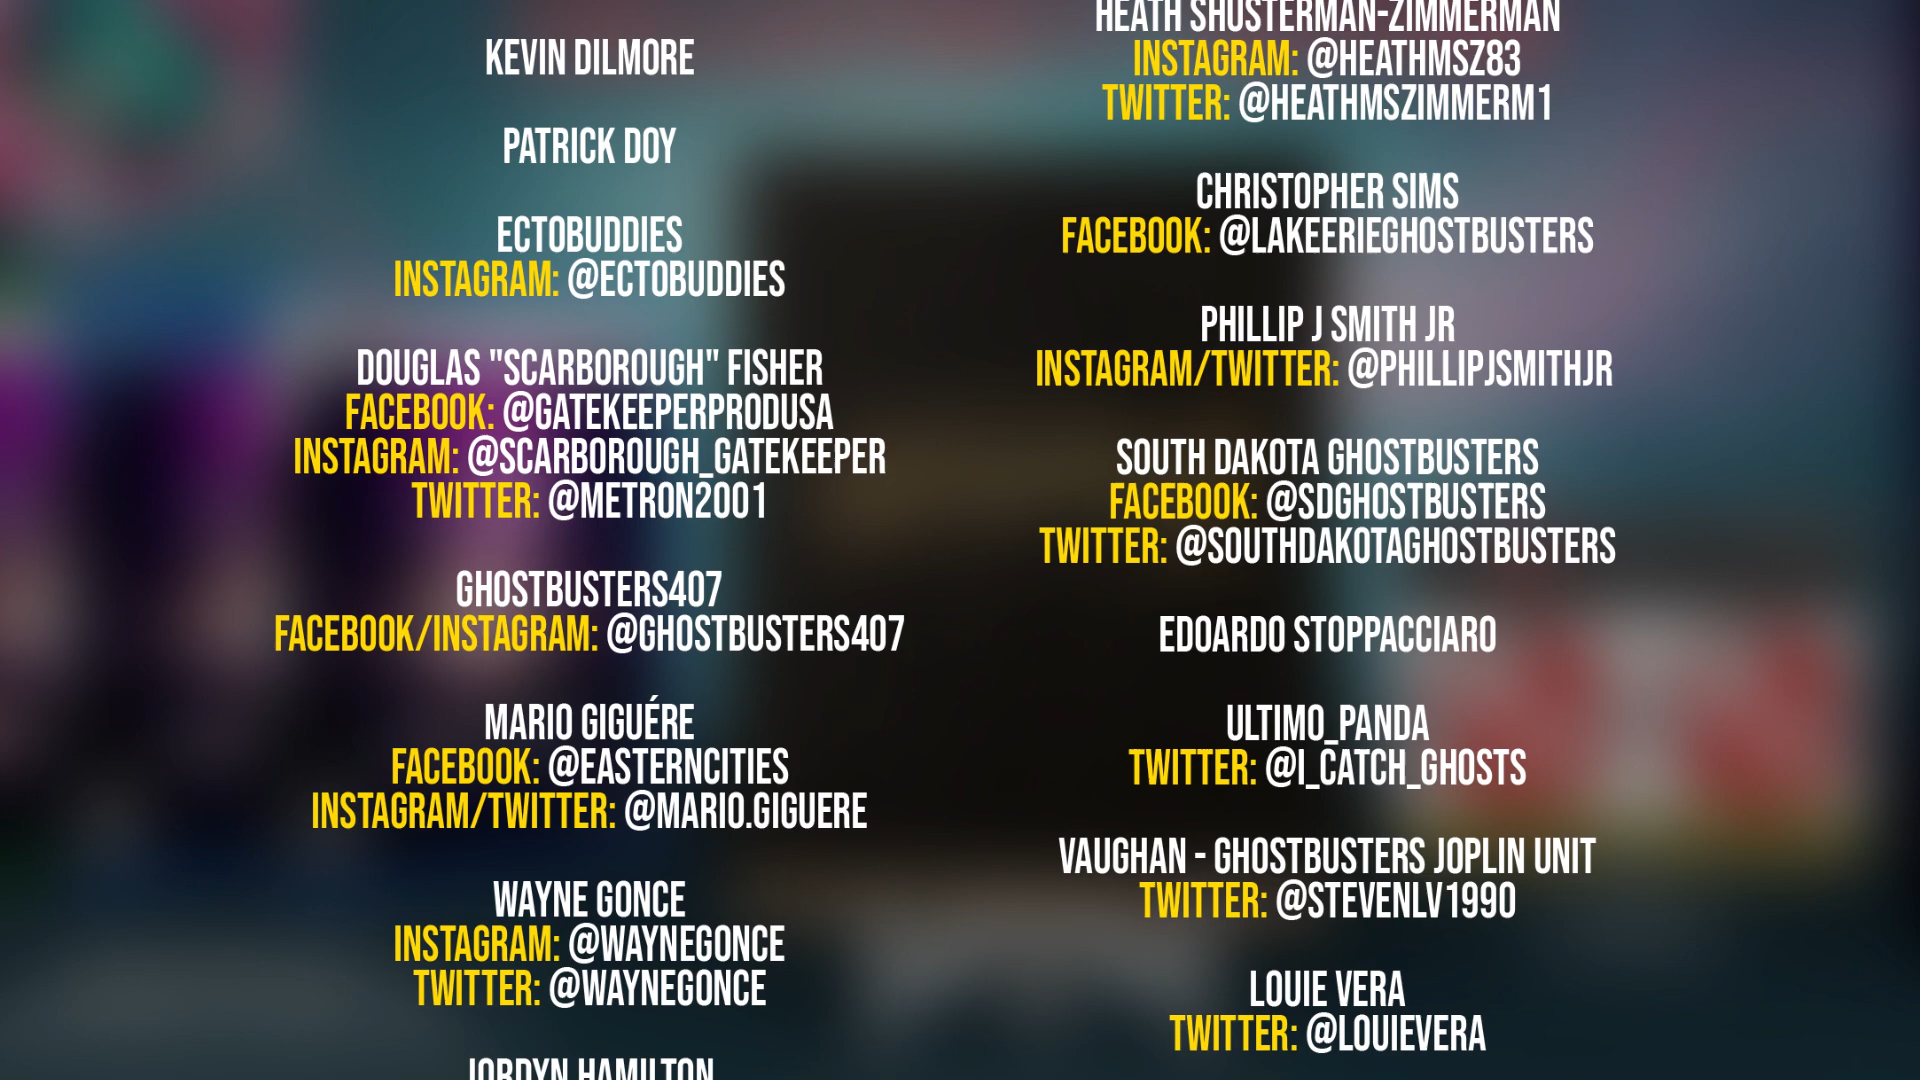 KEVIN DILMORE
PATRICK DOY
ECTOBUDDIES
INSTAGRAM: @ECTOBUDDIES
DOUGLAS "SCARBOROUGH" FISHER
FACEBOOK: @GATEKEEPERPRODUSA
INSTAGRAM: @SCARBOROUGH_GATEKEEPER
TWITTER: @METRON2001
GHOSTBUSTERS407
FACEBOOK/INSTAGRAM: @GHOSTBUSTERS407
MARIO GIGUÉRE
FACEBOOK: @EASTERNCITIES
INSTAGRAM/TWITTER: @MARIO.GIGUERE
WAYNE GONCE
INSTAGRAM: @WAYNEGONCE
TWITTER: @WAYNEGONCE
JORDYN HAMILTON
HEATH SHUSTERMAN-ZIMMERMAN
INSTAGRAM: @HEATHMSZ83
TWITTER: @HEATHMSZIMMERM1
CHRISTOPHER SIMS
FACEBOOK: @LAKEERIEGHOSTBUSTERS
PHILLIP J SMITH JR
INSTAGRAM/TWITTER: @PHILLIPJSMITHJR
SOUTH DAKOTA GHOSTBUSTERS
FACEBOOK: @SDGHOSTBUSTERS
TWITTER: @SOUTHDAKOTAGHOSTBUSTERS
EDOARDO STOPPACCIARO
ULTIMO_PANDA
TWITTER: @I_CATCH_GHOSTS
VAUGHAN - GHOSTBUSTERS JOPLIN UNIT
TWITTER: @STEVENLV1990
LOUIE VERA
TWITTER: @LOUIEVERA